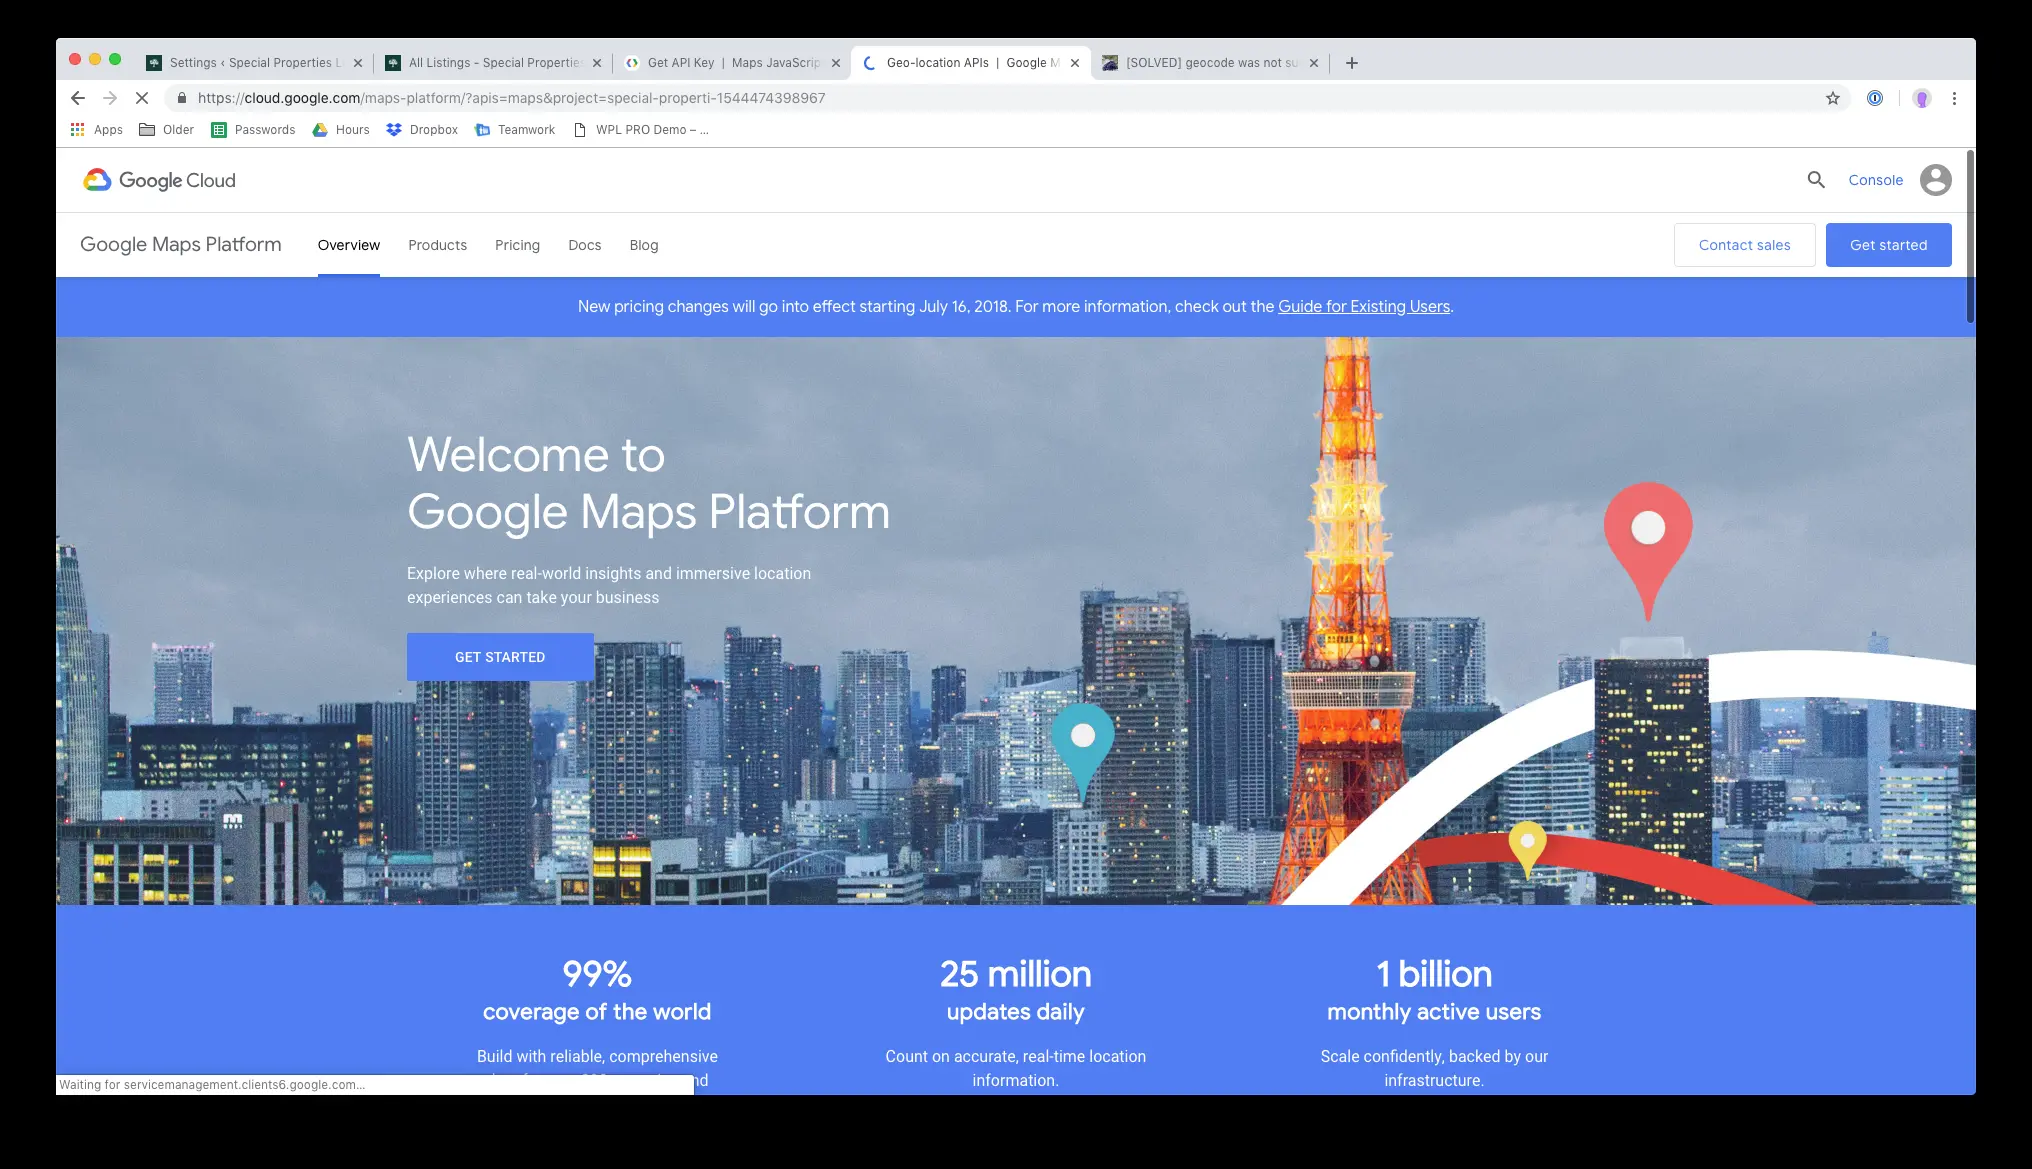 Settings ‹ Special Properties L
All Listings - Special Properties
Get API Key | Maps JavaScrip
Geo-location APIs | Google M
[SOLVED] geocode was not su
https://cloud.google.com/maps-platform/?apis=maps&project=special-properti-1544474398967
Apps
Older
Passwords
Hours
Dropbox
Teamwork
WPL PRO Demo – ...
Google Cloud
Console
Google Maps Platform
Overview
Products
Pricing
Docs
Blog
Contact sales
Get started
New pricing changes will go into effect starting July 16, 2018. For more information, check out the Guide for Existing Users.
Welcome to
Google Maps Platform
Explore where real-world insights and immersive location
experiences can take your business
GET STARTED
99%
coverage of the world
Build with reliable, comprehensive
25 million
updates daily
Count on accurate, real-time location
information.
1 billion
monthly active users
Scale confidently, backed by our
infrastructure.
Waiting for servicemanagement.clients6.google.com...